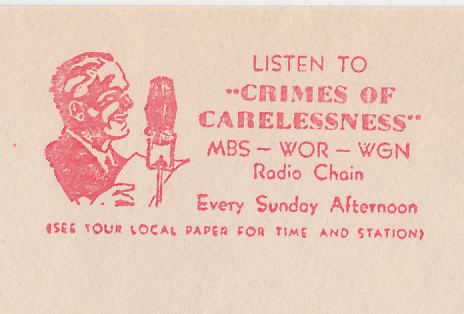 LISTEN TO
"CRIMES OF
CARELESSNESS"
MBS – WOR – WGN
Radio Chain
Every Sunday Afternoon
(SEE YOUR LOCAL PAPER FOR TIME AND STATION)